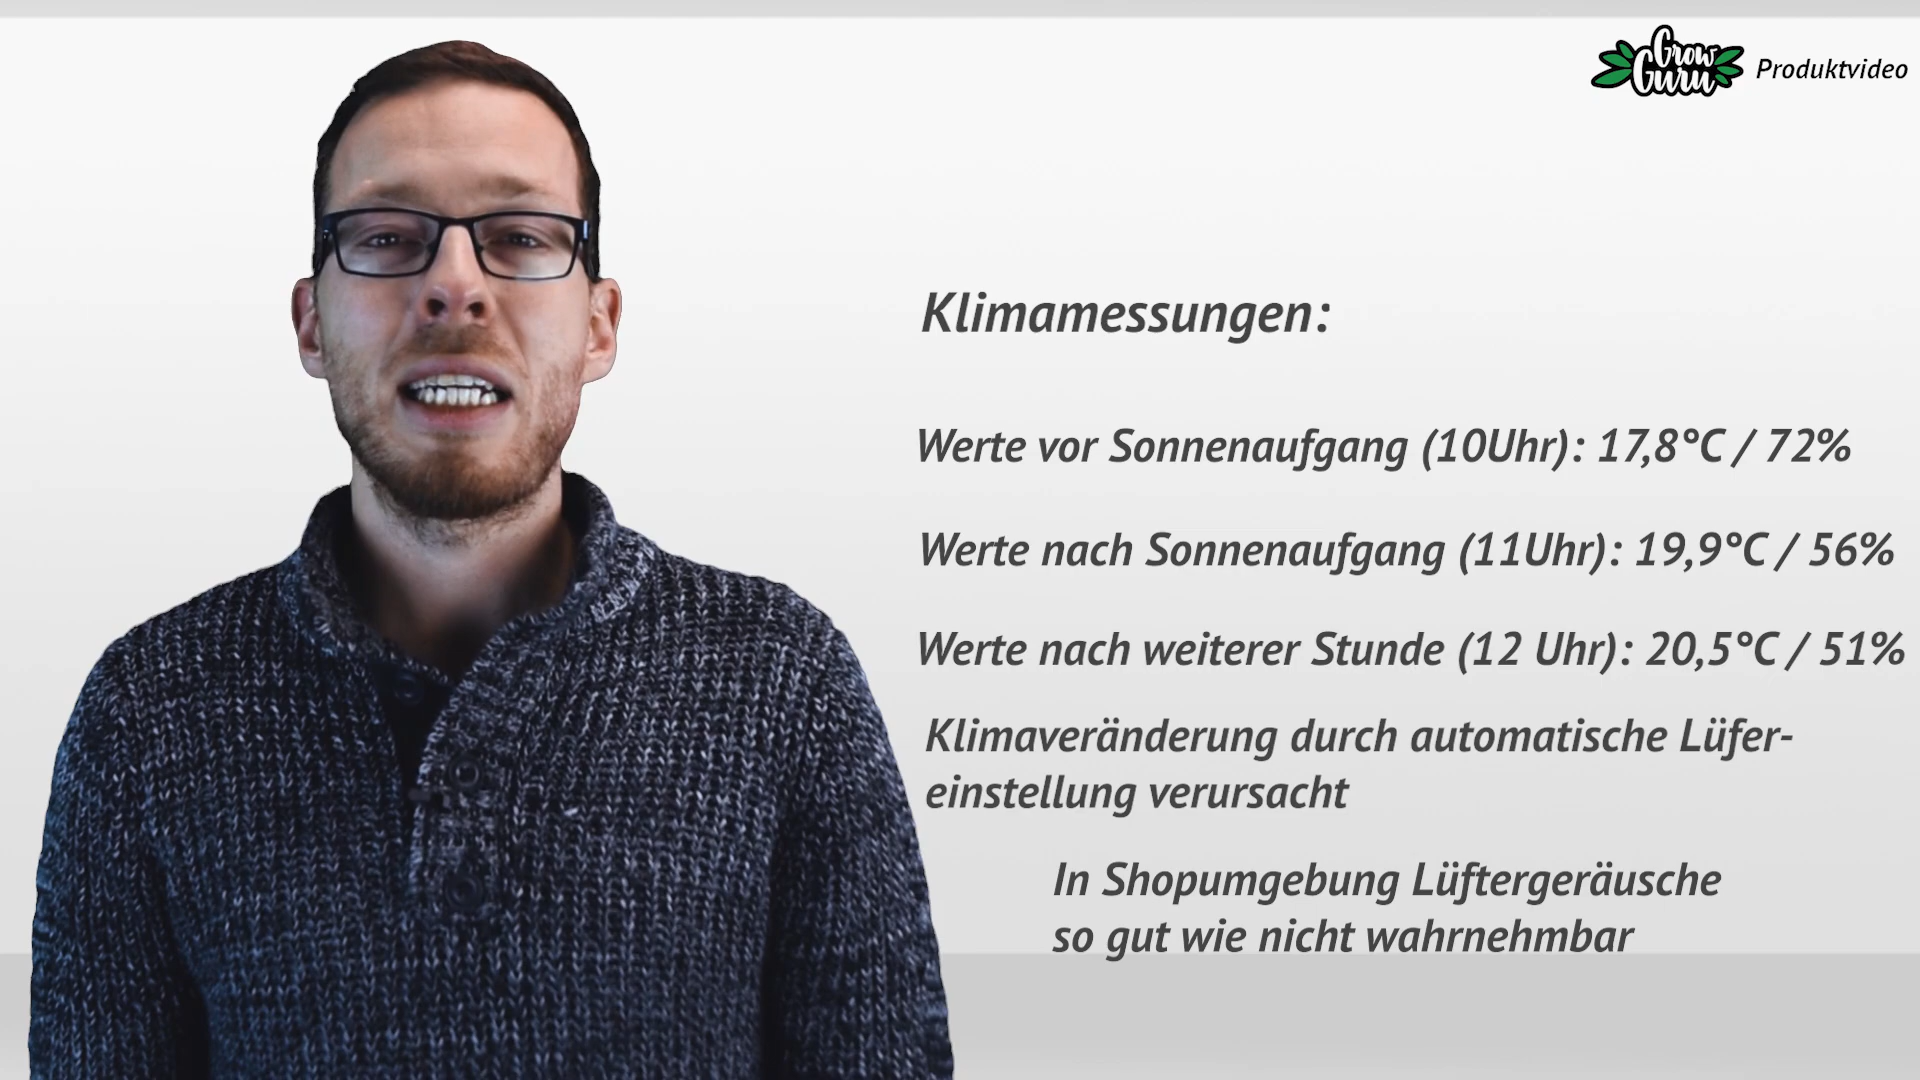 Grow
Guru
Produktvideo
Klimamessungen:
Werte vor Sonnenaufgang (10Uhr): 17,8°C / 72%
Werte nach Sonnenaufgang (11Uhr): 19,9°C / 56%
Werte nach weiterer Stunde (12 Uhr): 20,5°C / 51%
Klimaveränderung durch automatische Lüfer-
einstellung verursacht
In Shopumgebung Lüftergeräusche
so gut wie nicht wahrnehmbar